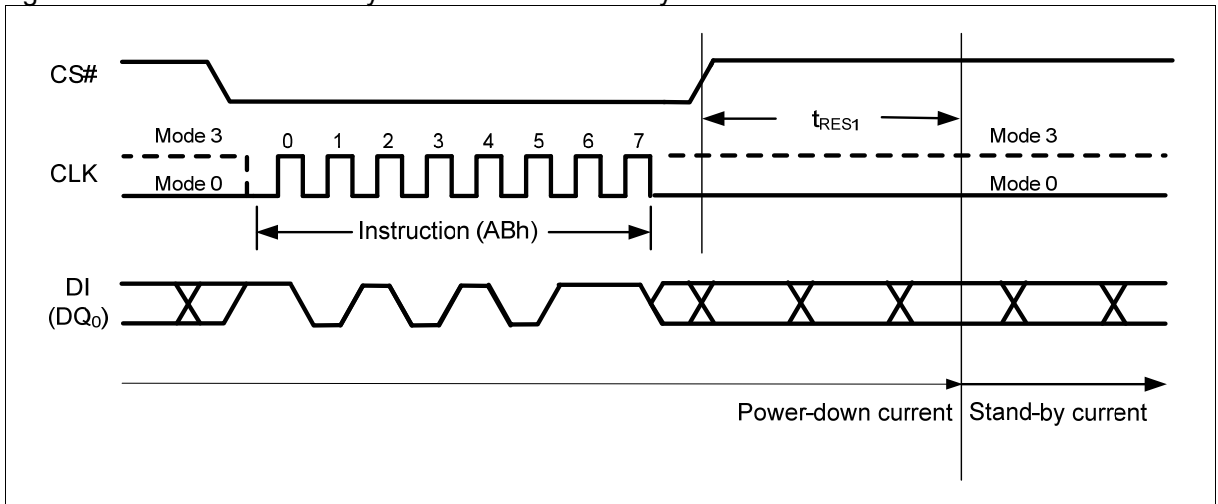 CS#
tRES1
Mode 3
0 1 2 3 4 5 6 7
Mode 3
CLK
Mode 0
Mode 0
Instruction (ABh)
DI
(DQ0)
Power-down current
Stand-by current